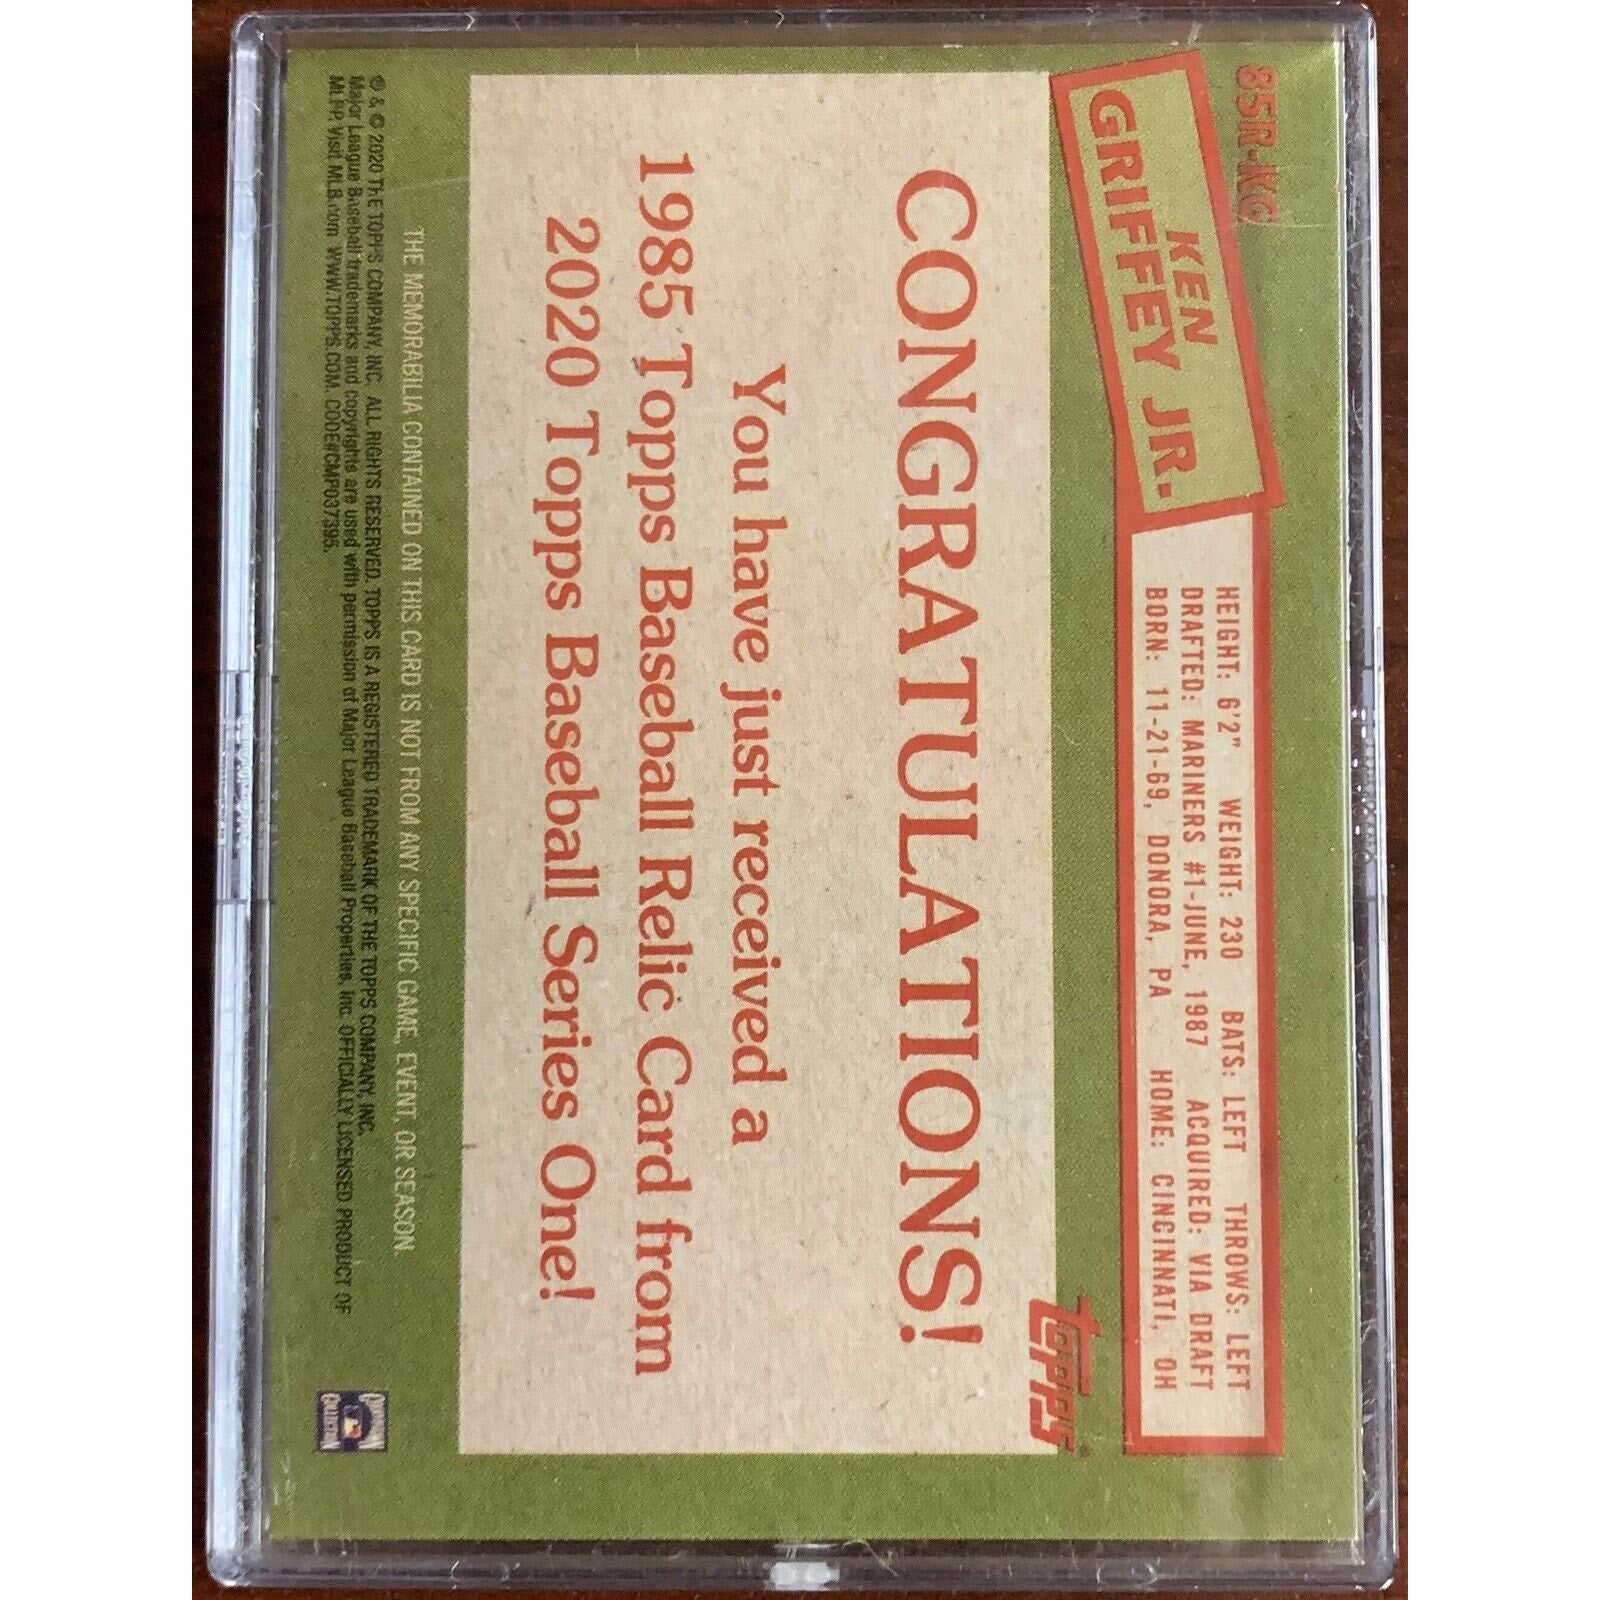 85R-KG
KEN
GRIFFEY JR.
HEIGHT: 6'2" WEIGHT: 230 BATS: LEFT THROWS: LEFT
DRAFTED: MARINERS #1-JUNE, 1987 ACQUIRED: VIA DRAFT
BORN: 11-21-69, DONORA, PA HOME: CINCINNATI, OH
topps
CONGRATULATIONS!
You have just received a
1985 Topps Baseball Relic Card from
2020 Topps Baseball Series One!
THE MEMORABILIA CONTAINED ON THIS CARD IS NOT FROM ANY SPECIFIC GAME, EVENT, OR SEASON.
® & © 2020 THE TOPPS COMPANY, INC. ALL RIGHTS RESERVED. TOPPS IS A REGISTERED TRADEMARK OF THE TOPPS COMPANY, INC.
Major League Baseball trademarks and copyrights are used with permission of Major League Baseball Properties, Inc. OFFICIALLY LICENSED PRODUCT OF
MLPP. Visit MLB.com WWW.TOPPS.COM. CODE#CMP037395.
COOPERSTOWN
COLLECTION